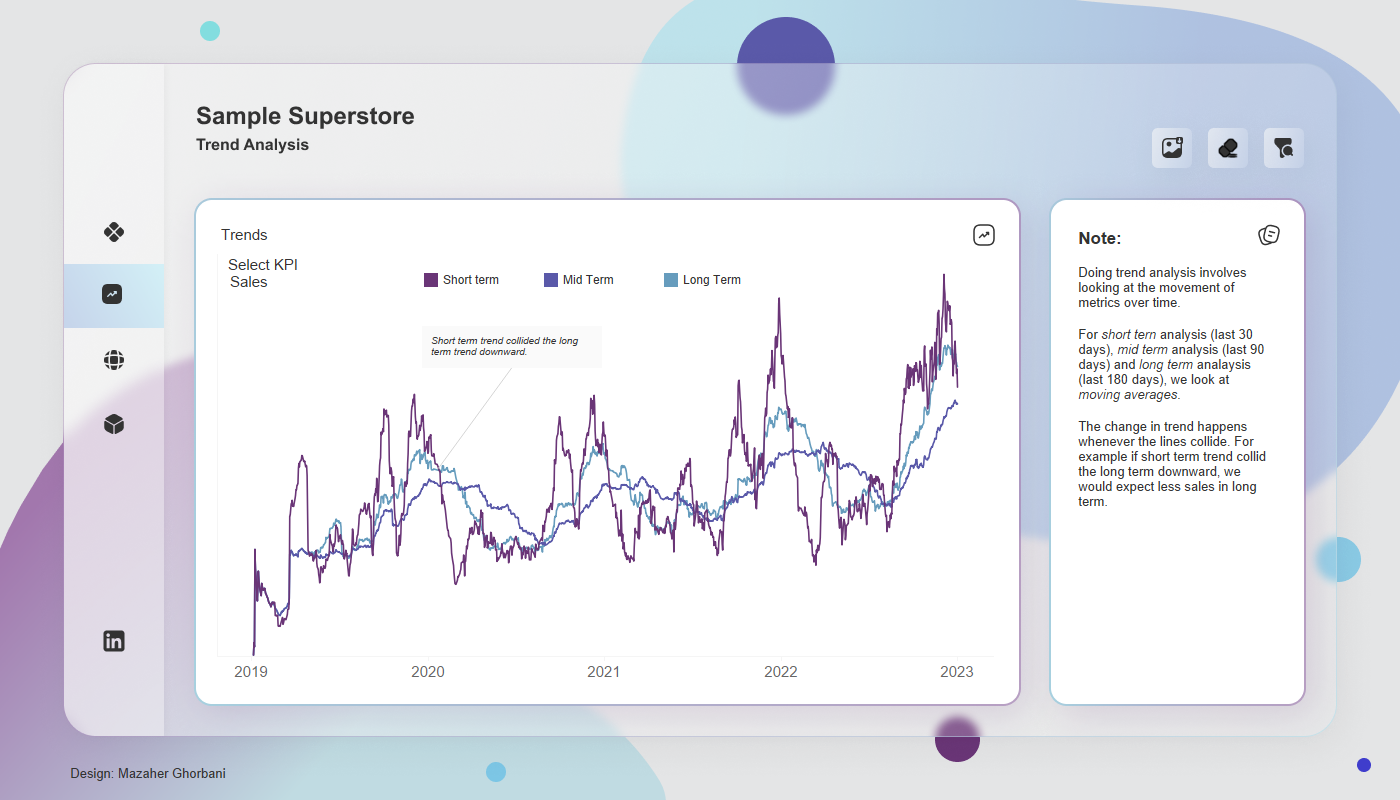 Sample Superstore
Trend Analysis
Trends
Select KPI
Sales
Short term
Mid Term
Long Term
Short term trend collided the long
term trend downward.
2019
2020
2021
2022
2023
Note:
Doing trend analysis involves
looking at the movement of
metrics over time.
For short term analysis (last 30
days), mid term analysis (last 90
days) and long term analaysis
(last 180 days), we look at
moving averages.
The change in trend happens
whenever the lines collide. For
example if short term trend collid
the long term downward, we
would expect less sales in long
term.
in
Design: Mazaher Ghorbani